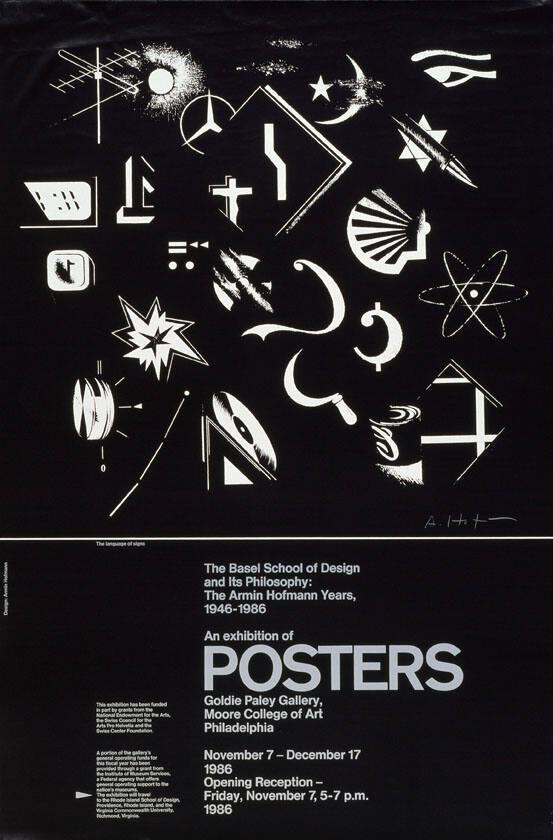 A. Hofmann
The language of signs
Design: Armin Hofmann
The Basel School of Design
and Its Philosophy:
The Armin Hofmann Years,
1946-1986
An exhibition of
POSTERS
Goldie Paley Gallery,
Moore College of Art
Philadelphia
November 7 – December 17
1986
Opening Reception –
Friday, November 7, 5-7 p.m.
1986
This exhibition has been funded
in part by grants from the
National Endowment for the Arts,
the Swiss Council for the
Arts Pro Helvetia and the
Swiss Center Foundation.
A portion of the gallery's
general operating funds for
this fiscal year has been
provided through a grant from
the Institute of Museum Services,
a Federal agency that offers
general operating support to the
nation's museums.
The exhibition will travel
to the Rhode Island School of Design,
Providence, Rhode Island, and the
Virginia Commonwealth University,
Richmond, Virginia.
0